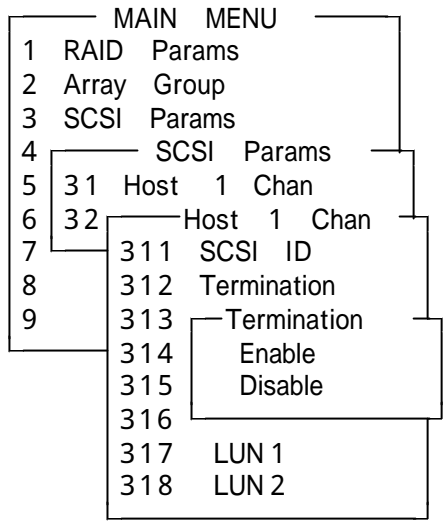 MAIN MENU
1 RAID Params
2 Array Group
3 SCSI Params
4 SCSI Params
5 31 Host 1 Chan
6 32 Host 1 Chan
7 311 SCSI ID
8 312 Termination
9 313 Termination
314 Enable
315 Disable
316
317 LUN 1
318 LUN 2